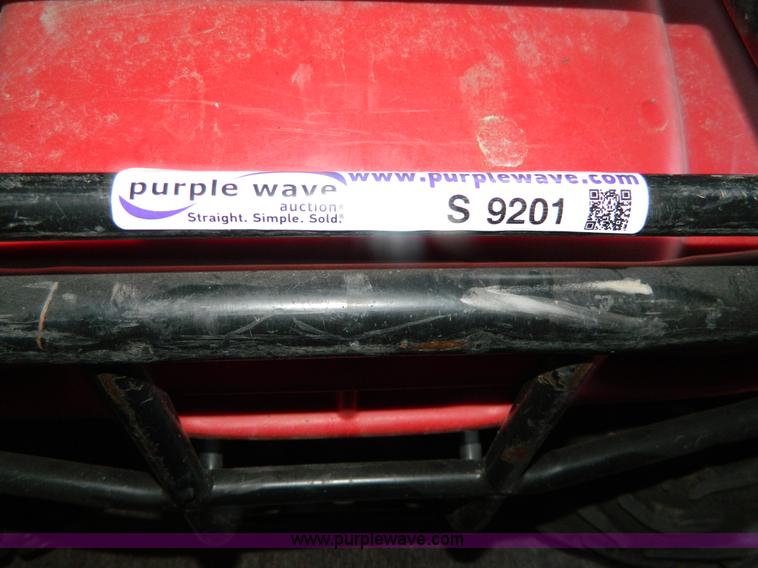 purple wave
auction
Straight. Simple. Sold.
www.purplewave.com
S 9201
www.purplewave.com